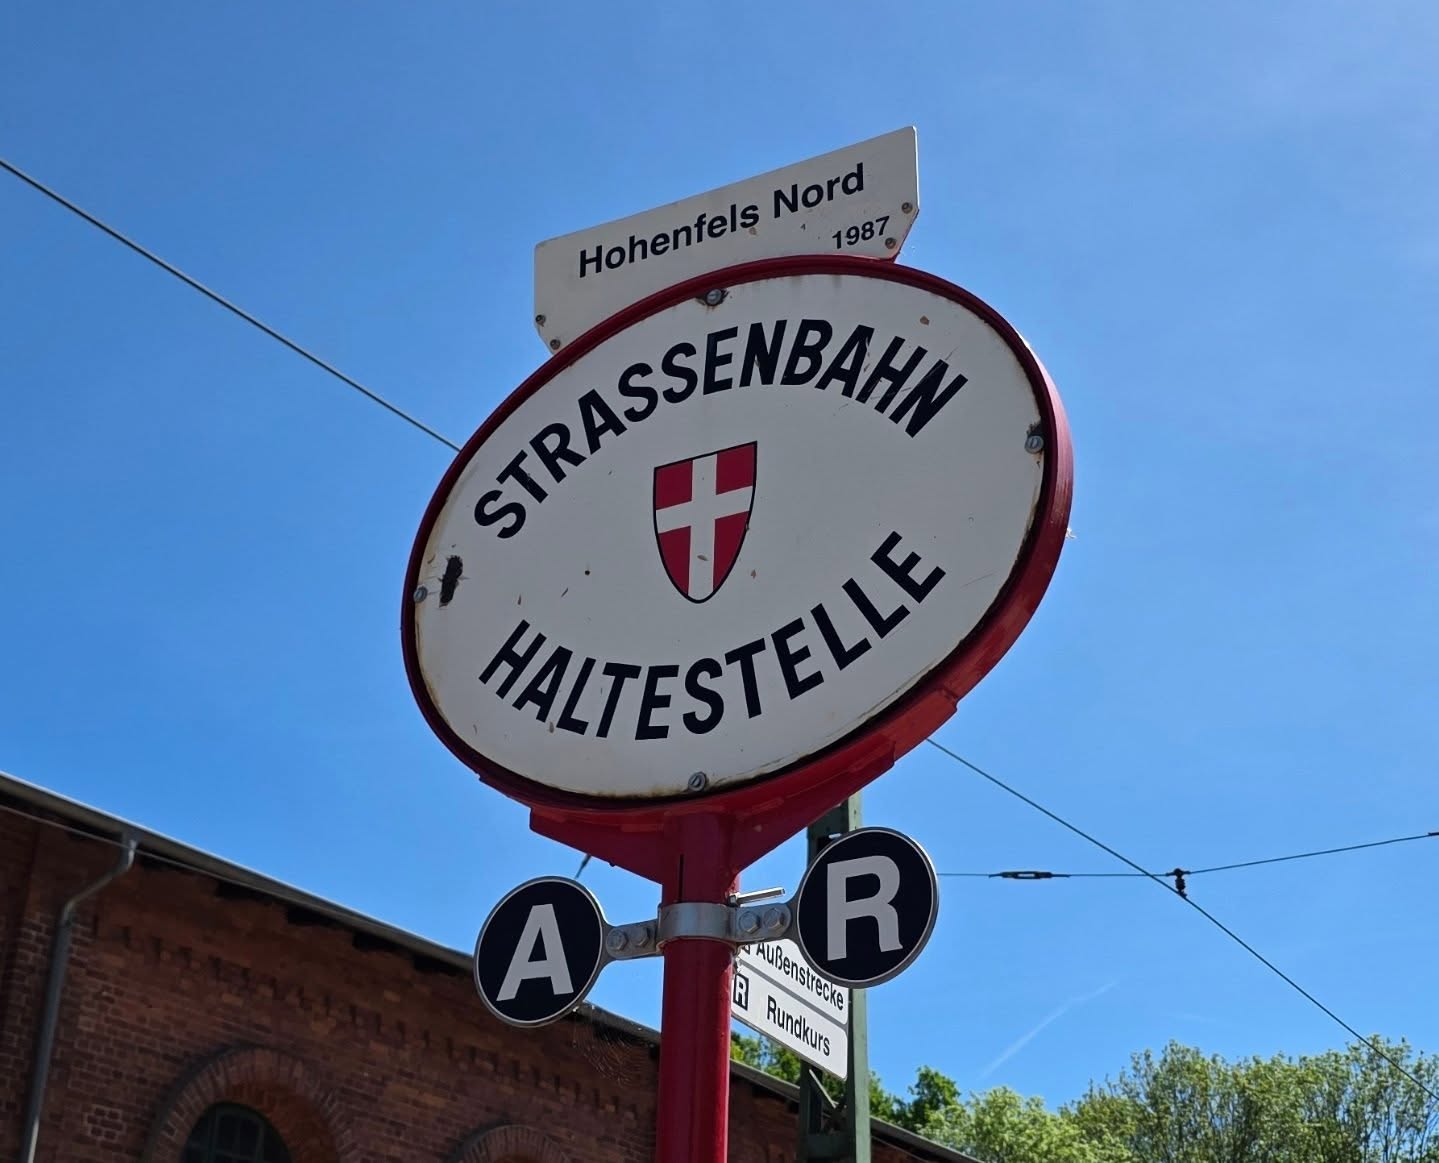 Hohenfels Nord
1987
STRASSENBAHN
HALTESTELLE
A
R
Außenstrecke
R Rundkurs